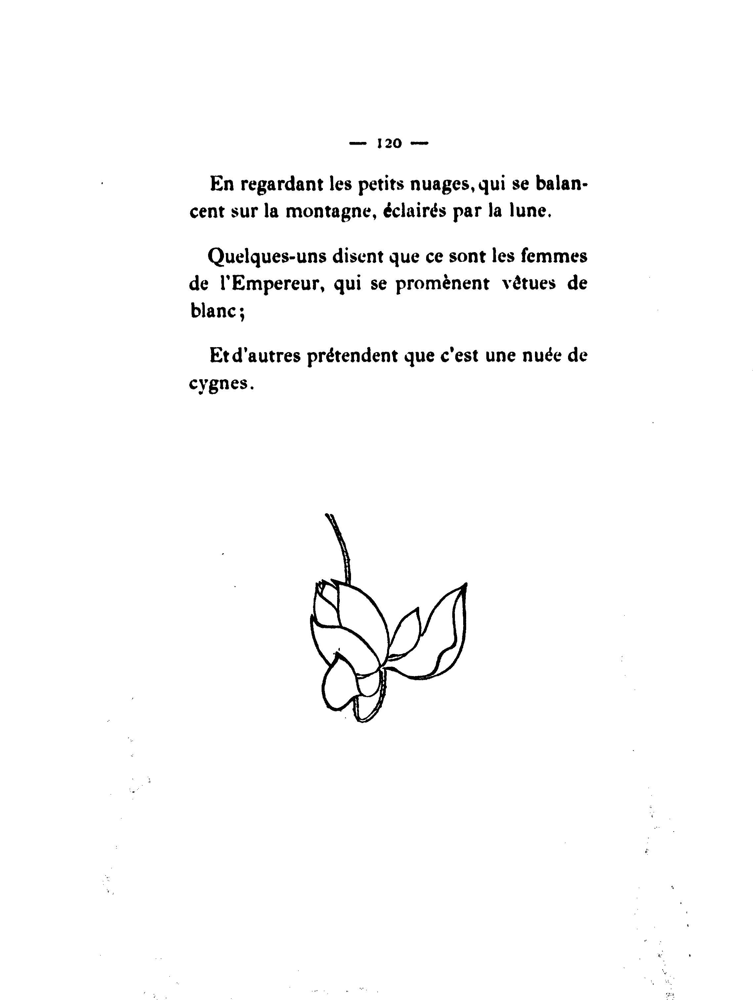 — 120 —
En regardant les petits nuages, qui se balan-
cent sur la montagne, éclairés par la lune.
Quelques-uns disent que ce sont les femmes
de l'Empereur, qui se promènent vêtues de
blanc;
Et d'autres prétendent que c'est une nuée de
cygnes.